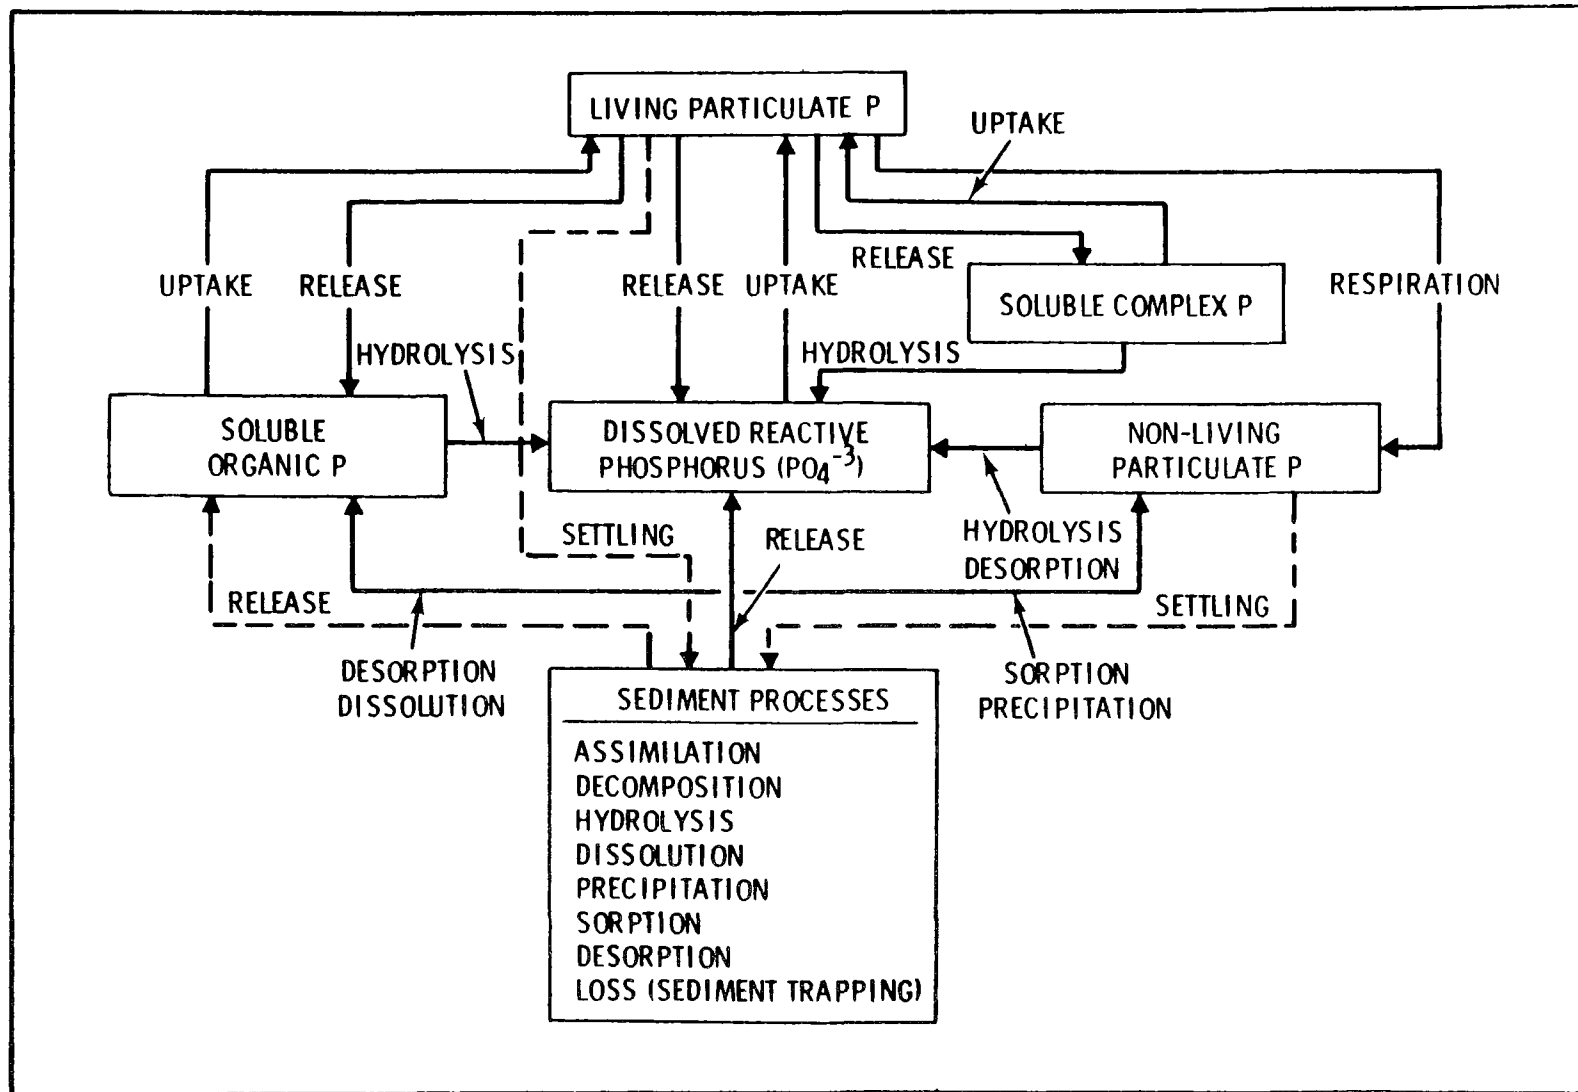 LIVING PARTICULATE P
UPTAKE
UPTAKE
RELEASE
RELEASE
UPTAKE
RELEASE
SOLUBLE COMPLEX P
RESPIRATION
HYDROLYSIS
HYDROLYSIS
SOLUBLE
ORGANIC P
DISSOLVED REACTIVE
PHOSPHORUS (PO4-3)
NON-LIVING
PARTICULATE P
SETTLING
RELEASE
HYDROLYSIS
DESORPTION
RELEASE
SETTLING
DESORPTION
DISSOLUTION
SORPTION
PRECIPITATION
SEDIMENT PROCESSES
ASSIMILATION
DECOMPOSITION
HYDROLYSIS
DISSOLUTION
PRECIPITATION
SORPTION
DESORPTION
LOSS (SEDIMENT TRAPPING)